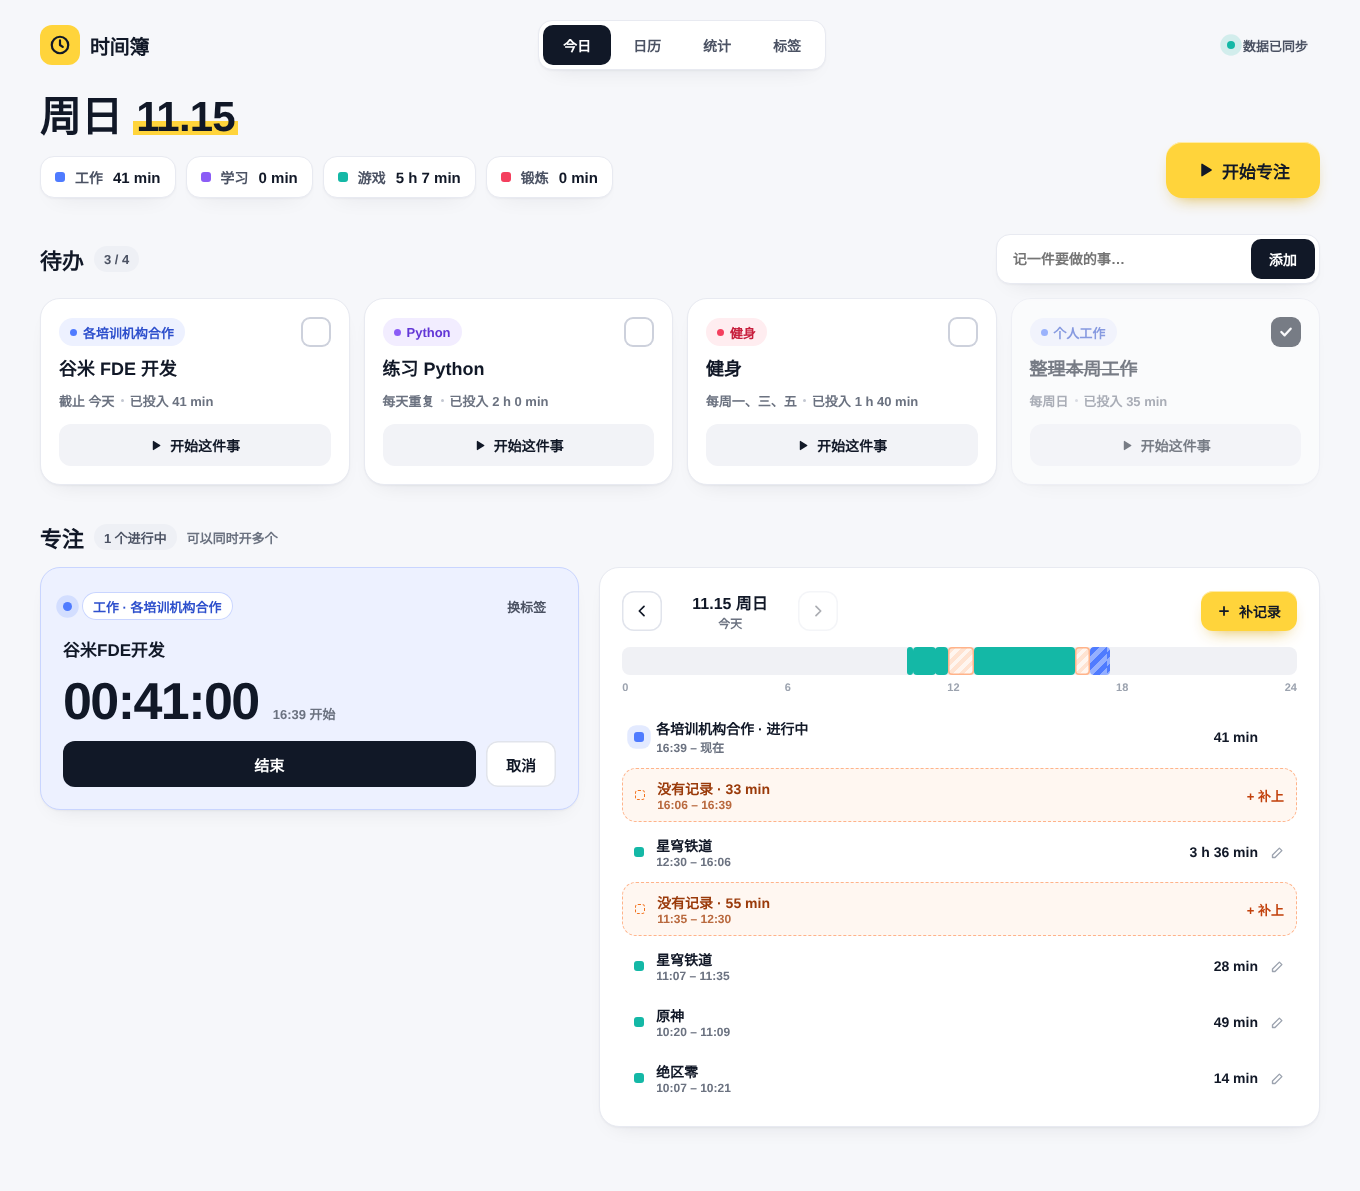 时间簿
今日 日历 统计 标签
数据已同步
周日 11.15
工作 41 min
学习 0 min
游戏 5 h 7 min
锻炼 0 min
开始专注
待办 3 / 4
记一件要做的事…
添加
各培训机构合作
谷米 FDE 开发
截止 今天 · 已投入 41 min
开始这件事
Python
练习 Python
每天重复 · 已投入 2 h 0 min
开始这件事
健身
健身
每周一、三、五 · 已投入 1 h 40 min
开始这件事
个人工作
整理本周工作
每周日 · 已投入 35 min
开始这件事
专注 1 个进行中 可以同时开多个
工作 · 各培训机构合作
换标签
谷米FDE开发
00:41:00 16:39 开始
结束
取消
11.15 周日
今天
+ 补记录
0 6 12 18 24
各培训机构合作 · 进行中
16:39 – 现在
41 min
没有记录 · 33 min
16:06 – 16:39
+ 补上
星穹铁道
12:30 – 16:06
3 h 36 min
没有记录 · 55 min
11:35 – 12:30
+ 补上
星穹铁道
11:07 – 11:35
28 min
原神
10:20 – 11:09
49 min
绝区零
10:07 – 10:21
14 min